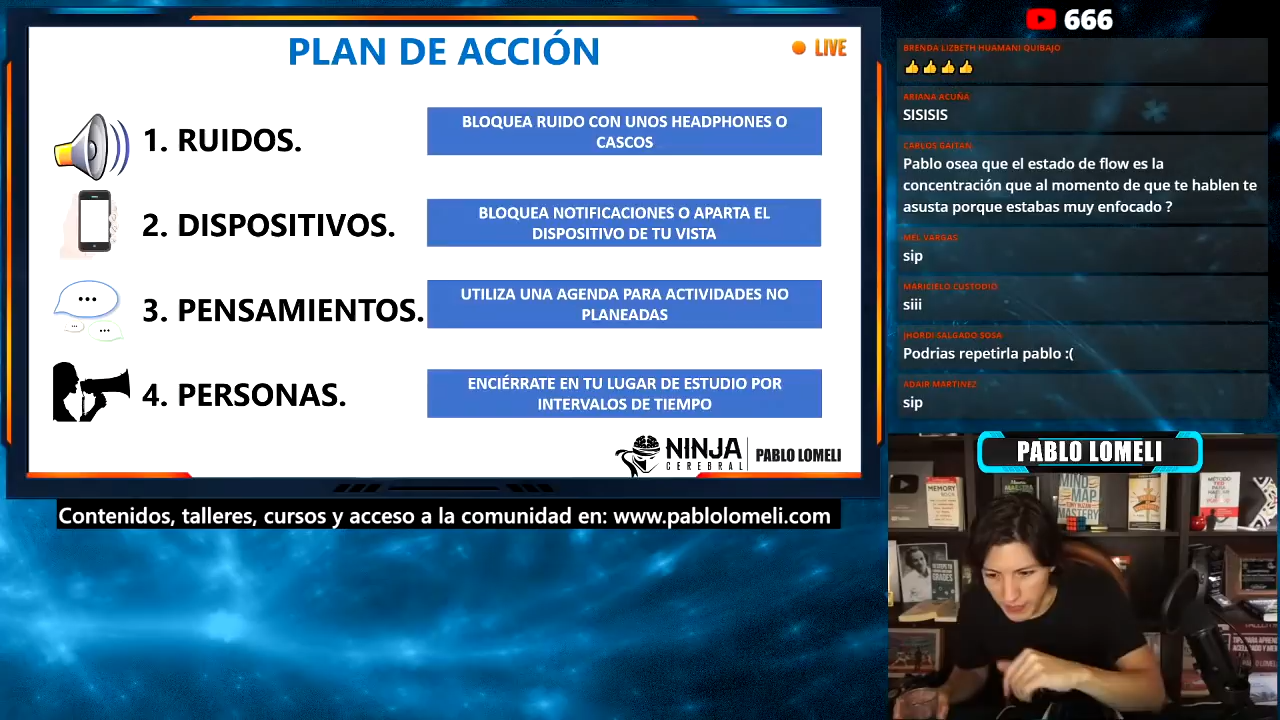 PLAN DE ACCIÓN
LIVE
1. RUIDOS.
BLOQUEA RUIDO CON UNOS HEADPHONES O
CASCOS
2. DISPOSITIVOS.
BLOQUEA NOTIFICACIONES O APARTA EL
DISPOSITIVO DE TU VISTA
3. PENSAMIENTOS.
UTILIZA UNA AGENDA PARA ACTIVIDADES NO
PLANEADAS
4. PERSONAS.
ENCIÉRRATE EN TU LUGAR DE ESTUDIO POR
INTERVALOS DE TIEMPO
NINJA
CEREBRAL
PABLO LOMELI
Contenidos, talleres, cursos y acceso a la comunidad en: www.pablolomeli.com
666
BRENDA LIZBETH HUAMANI QUIBAJO
ARIANA ACUÑA
SISISIS
CARLOS GAITAN
Pablo osea que el estado de flow es la
concentración que al momento de que te hablen te
asusta porque estabas muy enfocado ?
MEL VARGAS
sip
MARICIELO CUSTODIO
siii
JHORDI SALGADO SOSA
Podrias repetirla pablo :(
ADAIR MARTINEZ
sip
PABLO LOMELI
MEMORY
MIND
MAP
MASTERY
GRADES